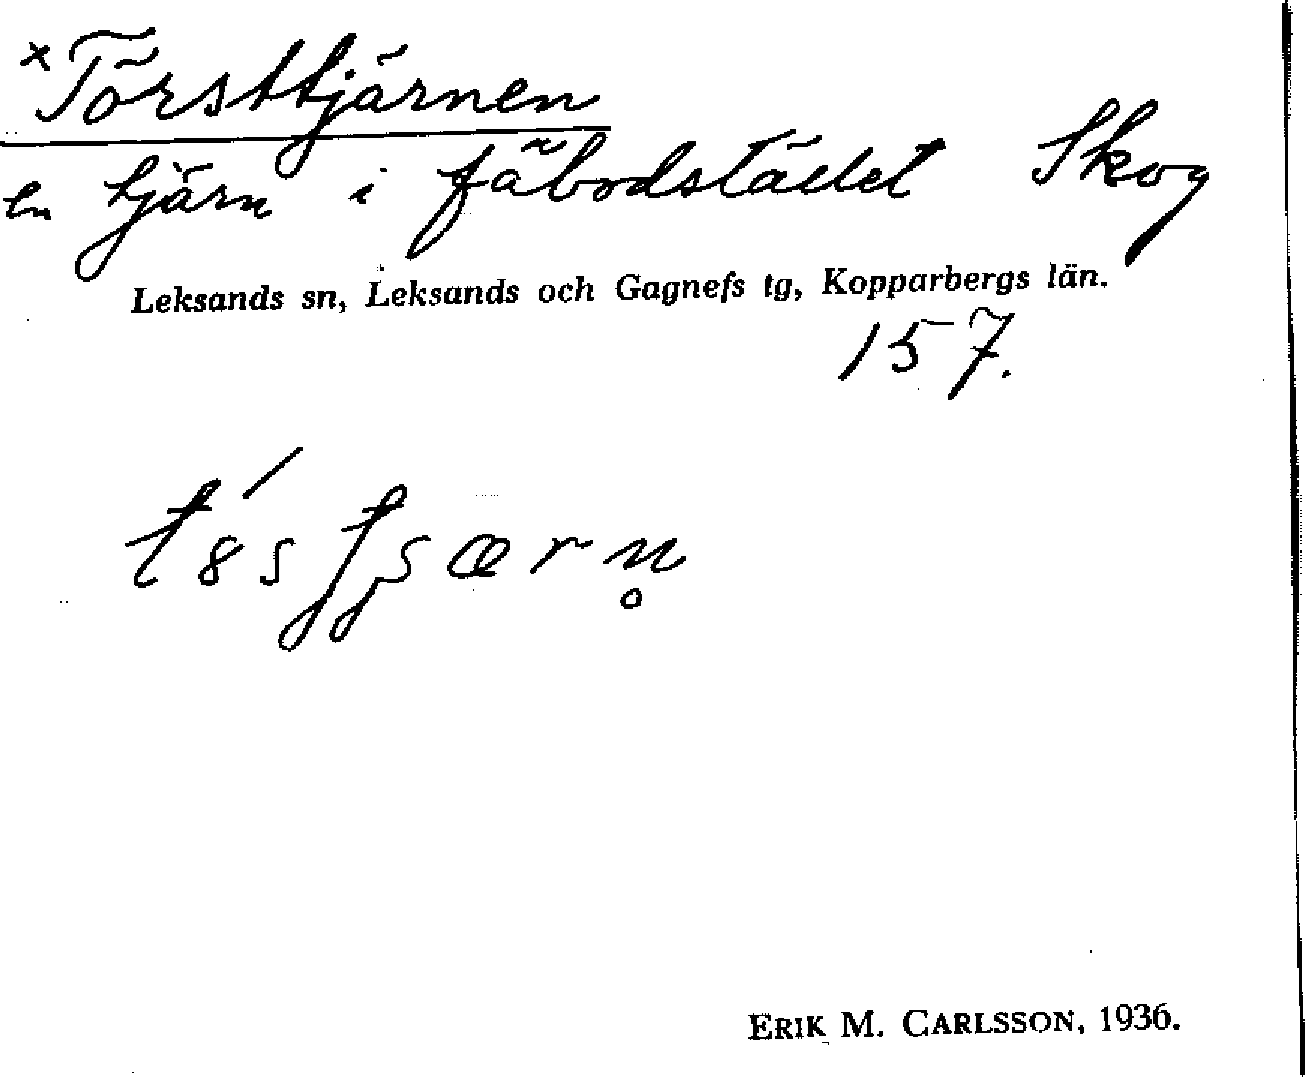 ×Törsttjärnen
en tjärn i fäbodstället Skog
Leksands sn, Leksands och Gagnefs tg, Kopparbergs län.
157.
ERIK M. CARLSSON, 1936.